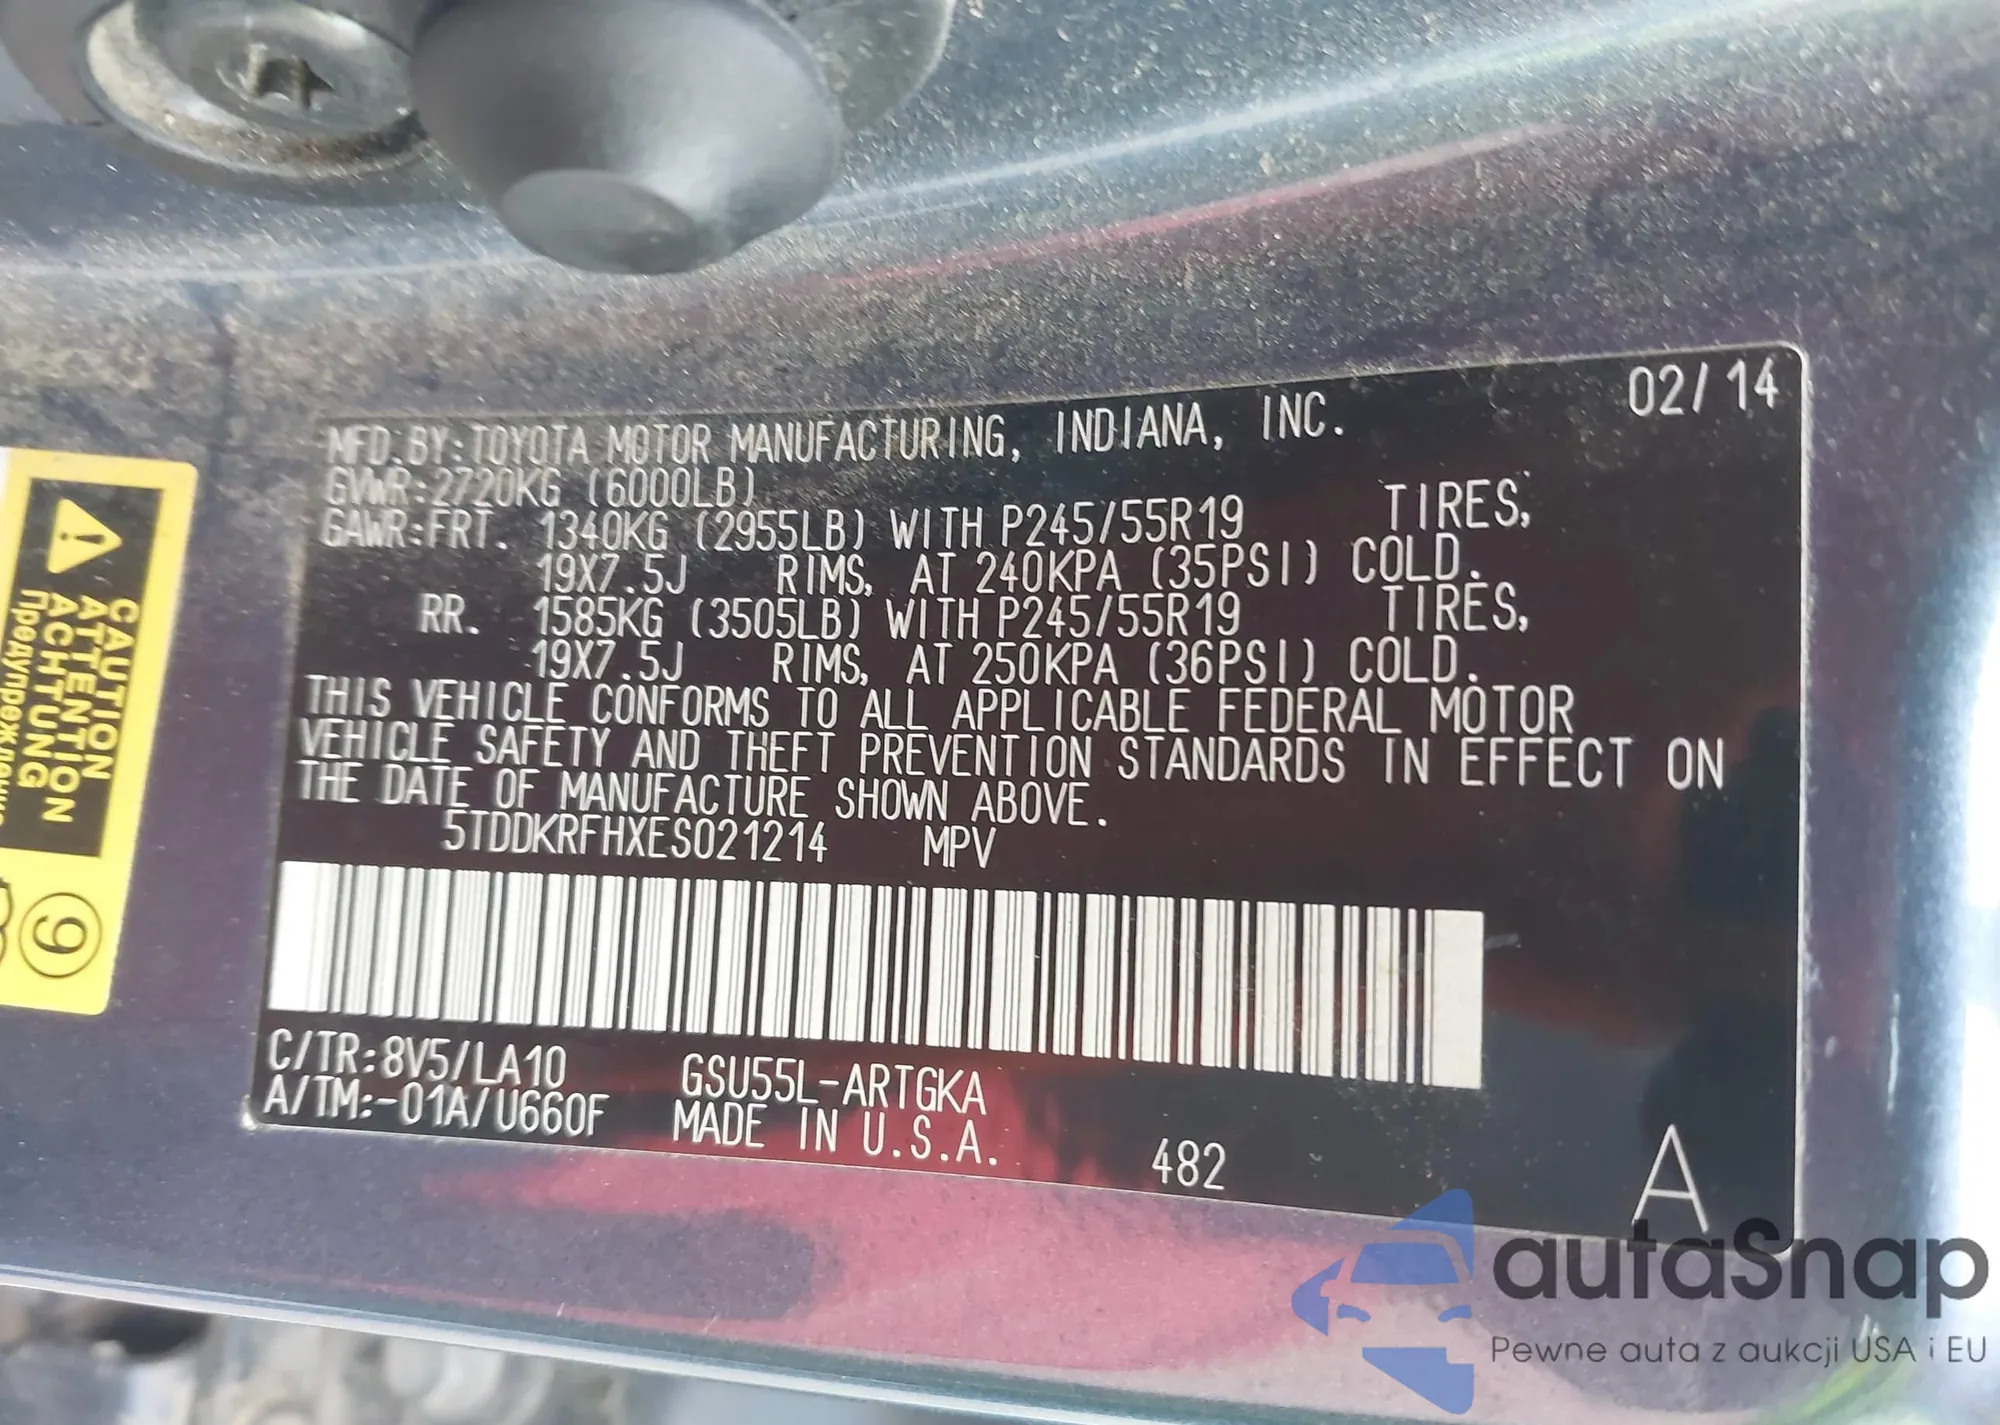 02/14
MFD.BY:TOYOTA MOTOR MANUFACTURING, INDIANA, INC.
GVWR:2720KG (6000LB)
GAWR:FRT. 1340KG (2955LB) WITH P245/55R19 TIRES,
19X7.5J RIMS, AT 240KPA (35PSI) COLD.
RR. 1585KG (3505LB) WITH P245/55R19 TIRES,
19X7.5J RIMS, AT 250KPA (36PSI) COLD.
THIS VEHICLE CONFORMS TO ALL APPLICABLE FEDERAL MOTOR
VEHICLE SAFETY AND THEFT PREVENTION STANDARDS IN EFFECT ON
THE DATE OF MANUFACTURE SHOWN ABOVE.
5TDDKRFHXES021214 MPV
C/TR:8V5/LA10 GSU55L-ARTGKA
A/TM:-01A/U660F MADE IN U.S.A.
482
A
CAUTION
ATTENTION
ACHTUNG
9
autaSnap
Pewne auta z aukcji USA i EU